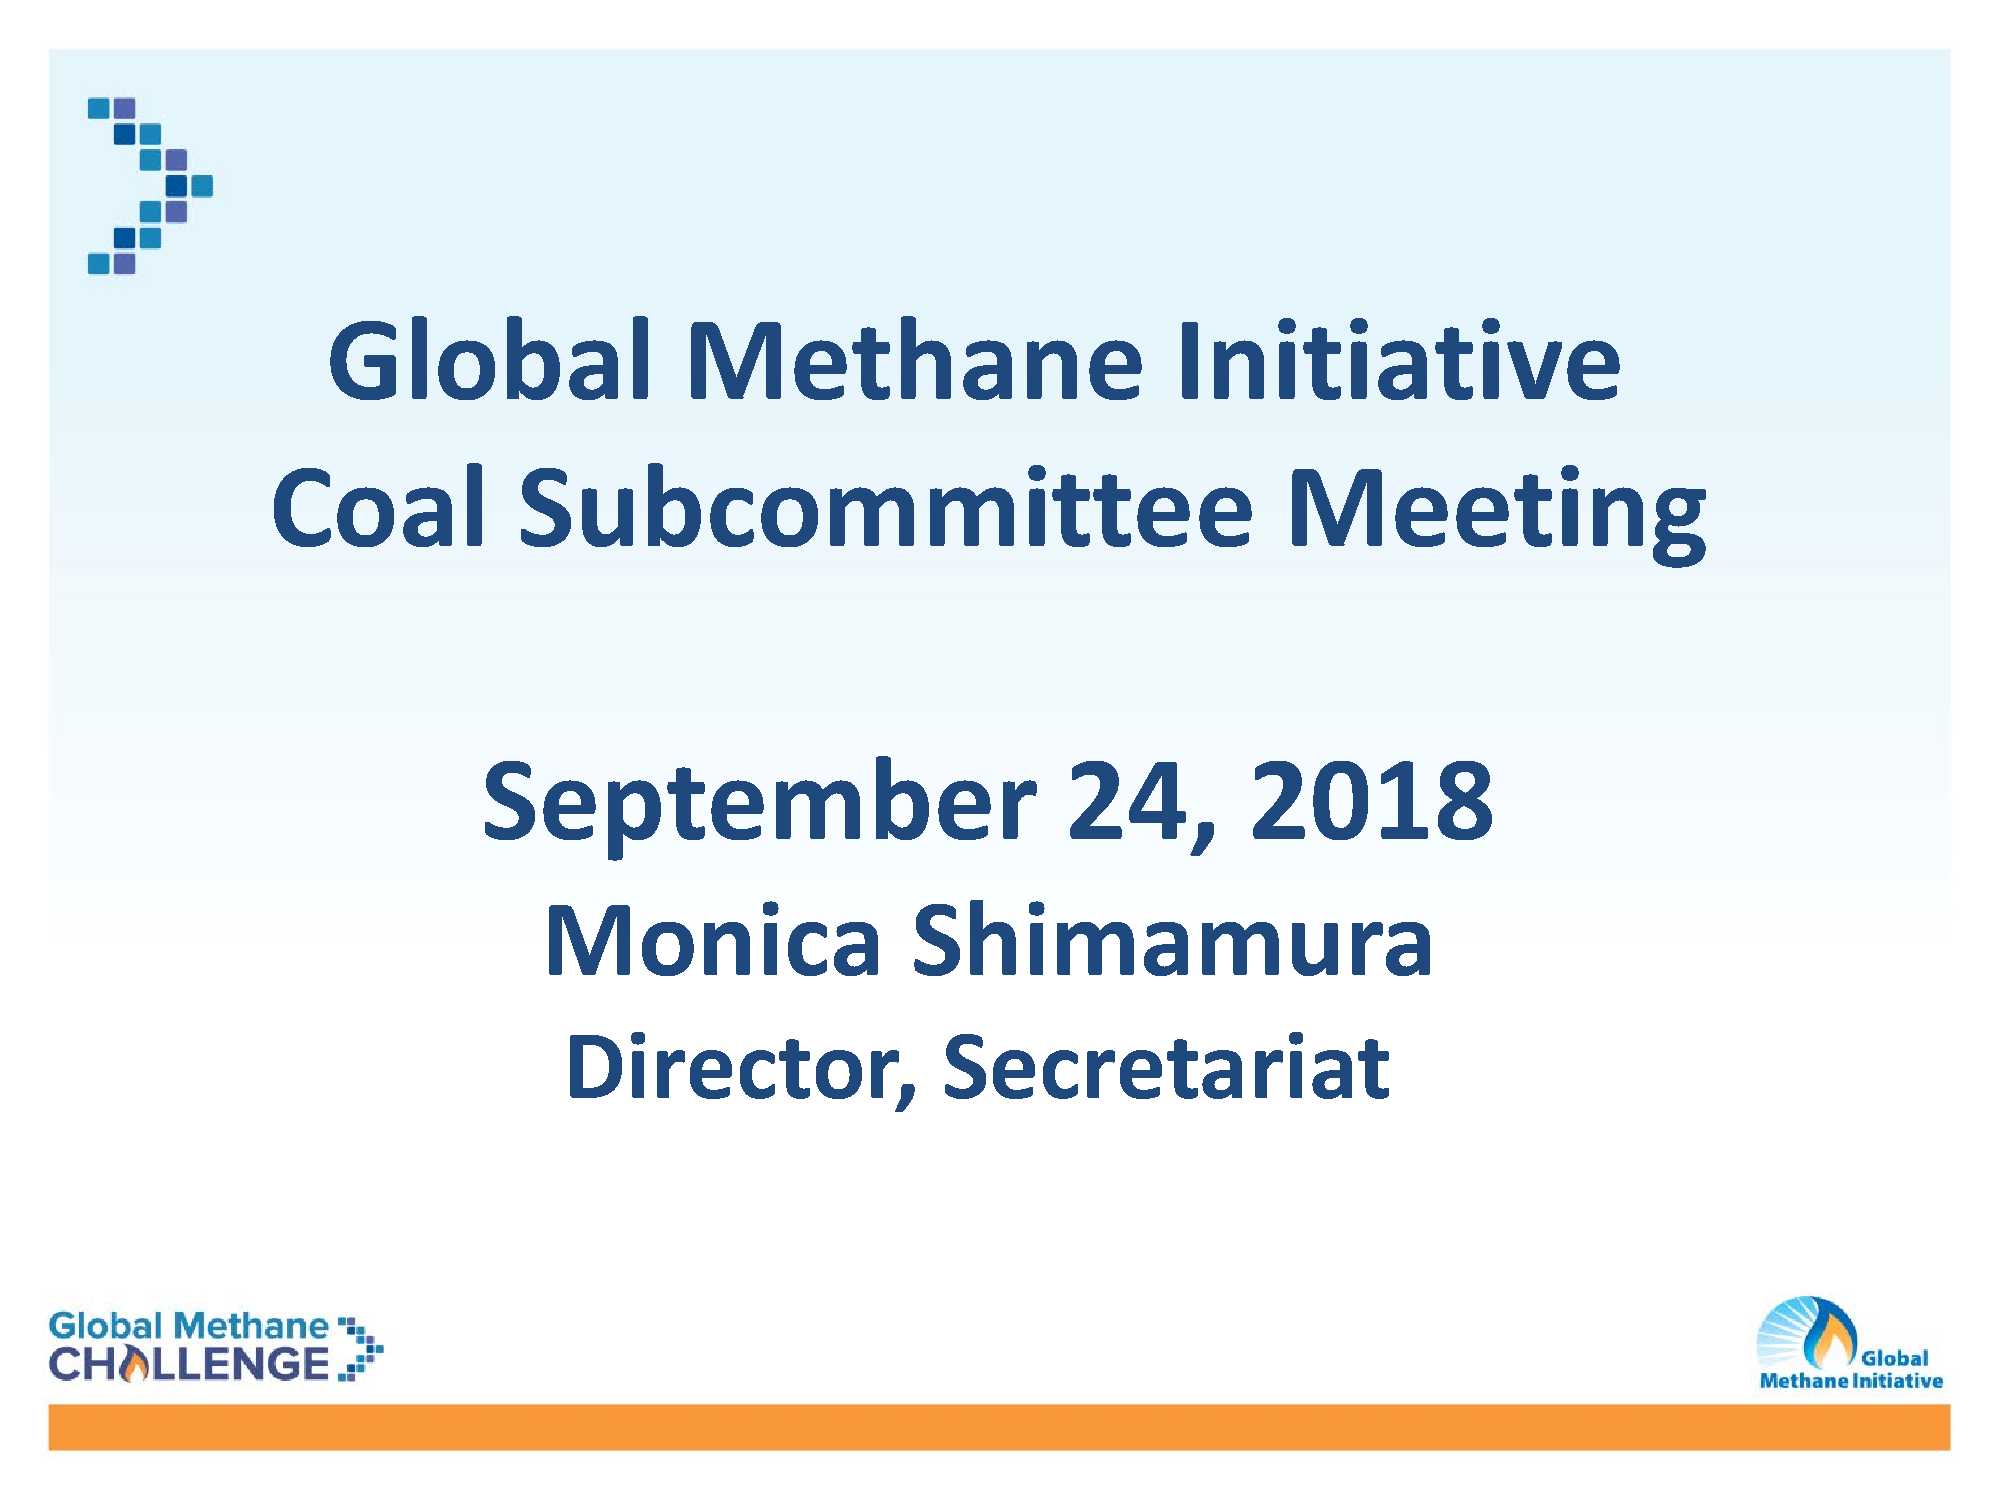 Global Methane Initiative
Coal Subcommittee Meeting
September 24, 2018
Monica Shimamura
Director, Secretariat
Global Methane
CHALLENGE
Global
Methane Initiative